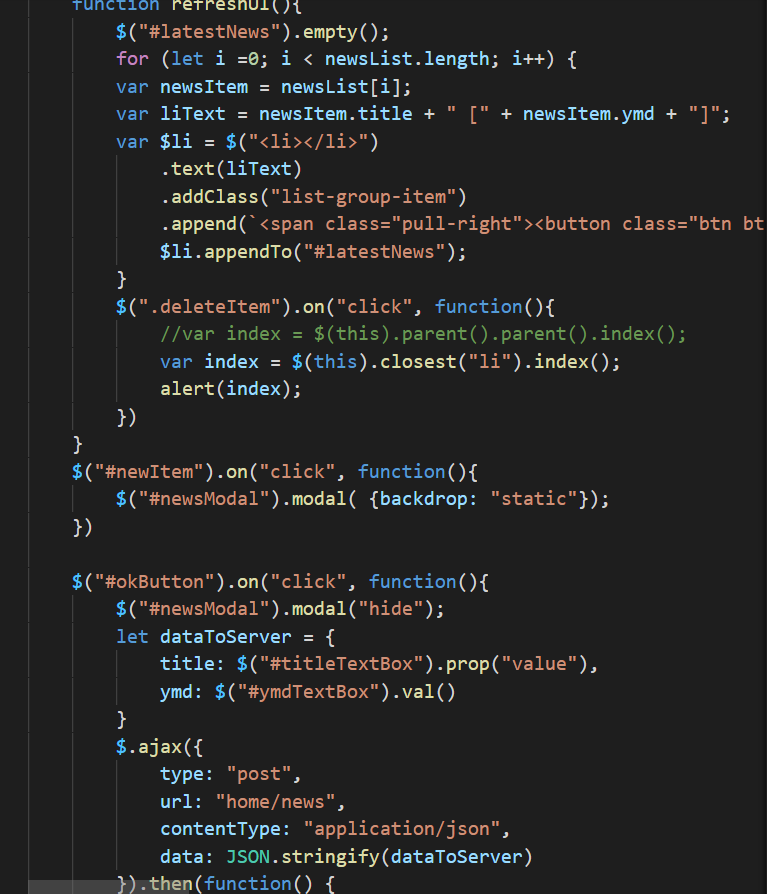 function refreshUI(){
$("#latestNews").empty();
for (let i =0; i < newsList.length; i++) {
var newsItem = newsList[i];
var liText = newsItem.title + " [" + newsItem.ymd + "]";
var $li = $("<li></li>")
.text(liText)
.addClass("list-group-item")
.append(`<span class="pull-right"><button class="btn bt
$li.appendTo("#latestNews");
}
$(".deleteItem").on("click", function(){
//var index = $(this).parent().parent().index();
var index = $(this).closest("li").index();
alert(index);
})
}
$("#newItem").on("click", function(){
$("#newsModal").modal( {backdrop: "static"});
})
$("#okButton").on("click", function(){
$("#newsModal").modal("hide");
let dataToServer = {
title: $("#titleTextBox").prop("value"),
ymd: $("#ymdTextBox").val()
}
$.ajax({
type: "post",
url: "home/news",
contentType: "application/json",
data: JSON.stringify(dataToServer)
}).then(function() {